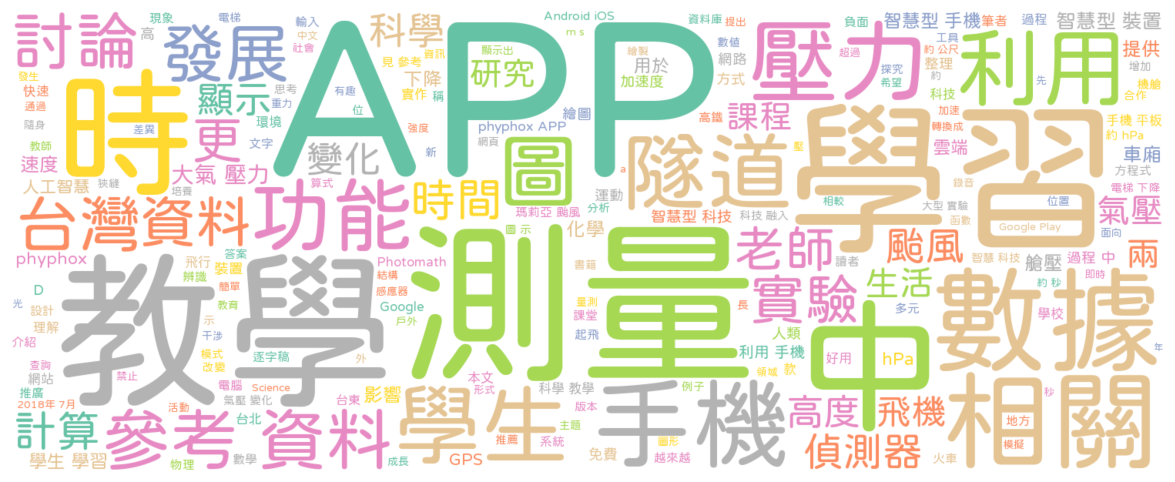 討論
現象
電梯
高
發展
輸入
中文
社會
APP
科學
見 參考
資訊
下降
實作
稱
強度
顯示出
研究
Android iOS
m s
繪製
用於
加速度
資料庫
提出
數值
網路
方式
壓力
超過
負面
智慧型 手機
工具
約 公尺
整理
探究
希望
約
科技
筆者
過程
利用
先
智慧型 裝置
提供
增加
機艙
合作
發生
快速
通過
隨身
時
教師
差異
速度
顯示
思考
有趣
重力
環境
位
更
文字
變化
新
phyphox APP
繪圖
網頁
圖
隧道
a
高鐵
課程
壓
學習
加速
轉換成
雲端
手機 平板
約 hPa
車廂
方程式
人工智慧
狹縫
大氣 壓力
培養
算式
功能
時間
瑪莉亞 颱風
運動
分析
智慧型 科技
科技 融入
錄音
相較
大型 實驗
函數
電梯 下降
位置
氣壓
面向
台灣資料
圖 示
化學
老師
颱風
Google Play
phyphox
教學
答案
飛行
裝置
辨識
簡單
Photomath
結構
感應器
測量
書籍
讀者
智慧 科技
艙壓
過程 中
兩
即時
約 秒
D
光
設計
理解
介紹
教育
示
干涉
Google
戶外
量測
課堂
長
實驗
生活
多元
數據
學校
年
模式
改變
逐字稿
外
起飛
人類
利用 手機
中
好用
hPa
查詢
網站
禁止
推廣
電腦
Science
氣壓 變化
2018年 7月
活動
台東
影響
本文
形式
科學 教學
例子
領域
款
秒
計算
參考 資料
台北
學生
版本
主題
手機
高度
飛機
相關
地方
模擬
學生 學習
物理
數學
成長
GPS
推薦
系統
免費
圖形
越來越
偵測器
火車